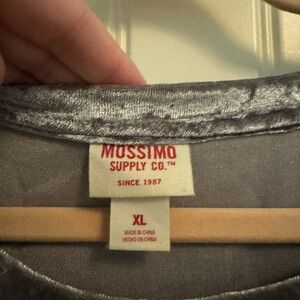 MOSSIMO
SUPPLY CO.™
SINCE 1987
XL
MADE IN CHINA
HECHO EN CHINA